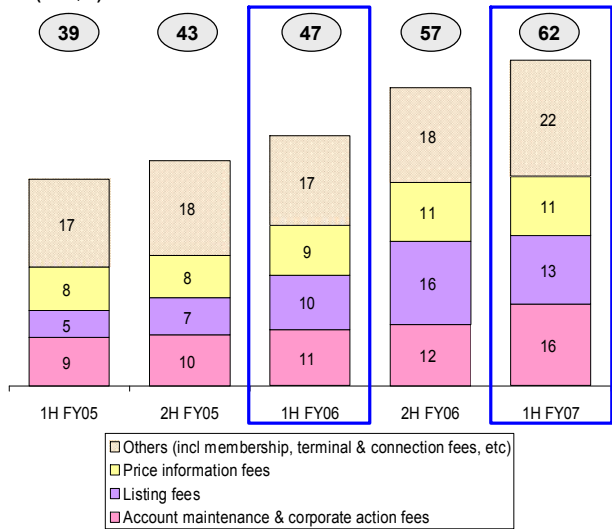 39 43 47 57 62
17 18 17 18 22
8 8 9 11 11
5 7 10 16 13
9 10 11 12 16
1H FY05 2H FY05 1H FY06 2H FY06 1H FY07
Others (incl membership, terminal & connection fees, etc)
Price information fees
Listing fees
Account maintenance & corporate action fees